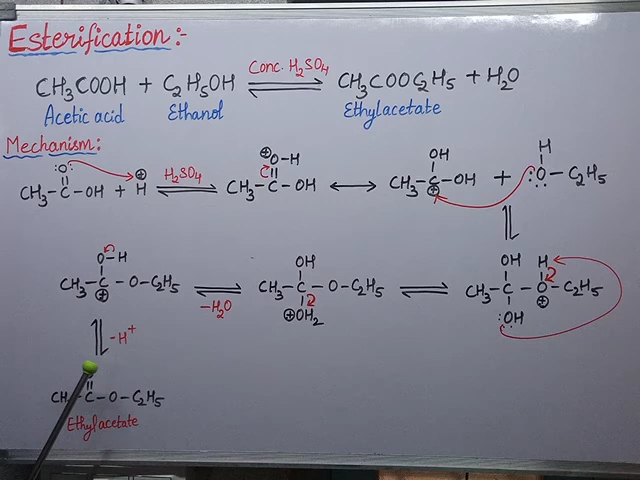 Esterification:-
CH₃COOH + C₂H₅OH ⇌ CH₃COOC₂H₅ + H₂O
Conc. H₂SO₄
Acetic acid Ethanol Ethylacetate
Mechanism:
:O: ⊕ ⊕O-H OH H
CH₃-C-OH + H ⇌ CH₃-C-OH ⟷ CH₃-C-OH + :O-C₂H₅
H₂SO₄ ⊕
O-H OH OH H
CH₃-C-O-C₂H₅ ⇌ CH₃-C-O-C₂H₅ ⇌ CH₃-C-O-C₂H₅
⊕ -H₂O ⊕OH₂ :OH ⊕
-H⁺
CH C-O-C₂H₅
Ethylacetate